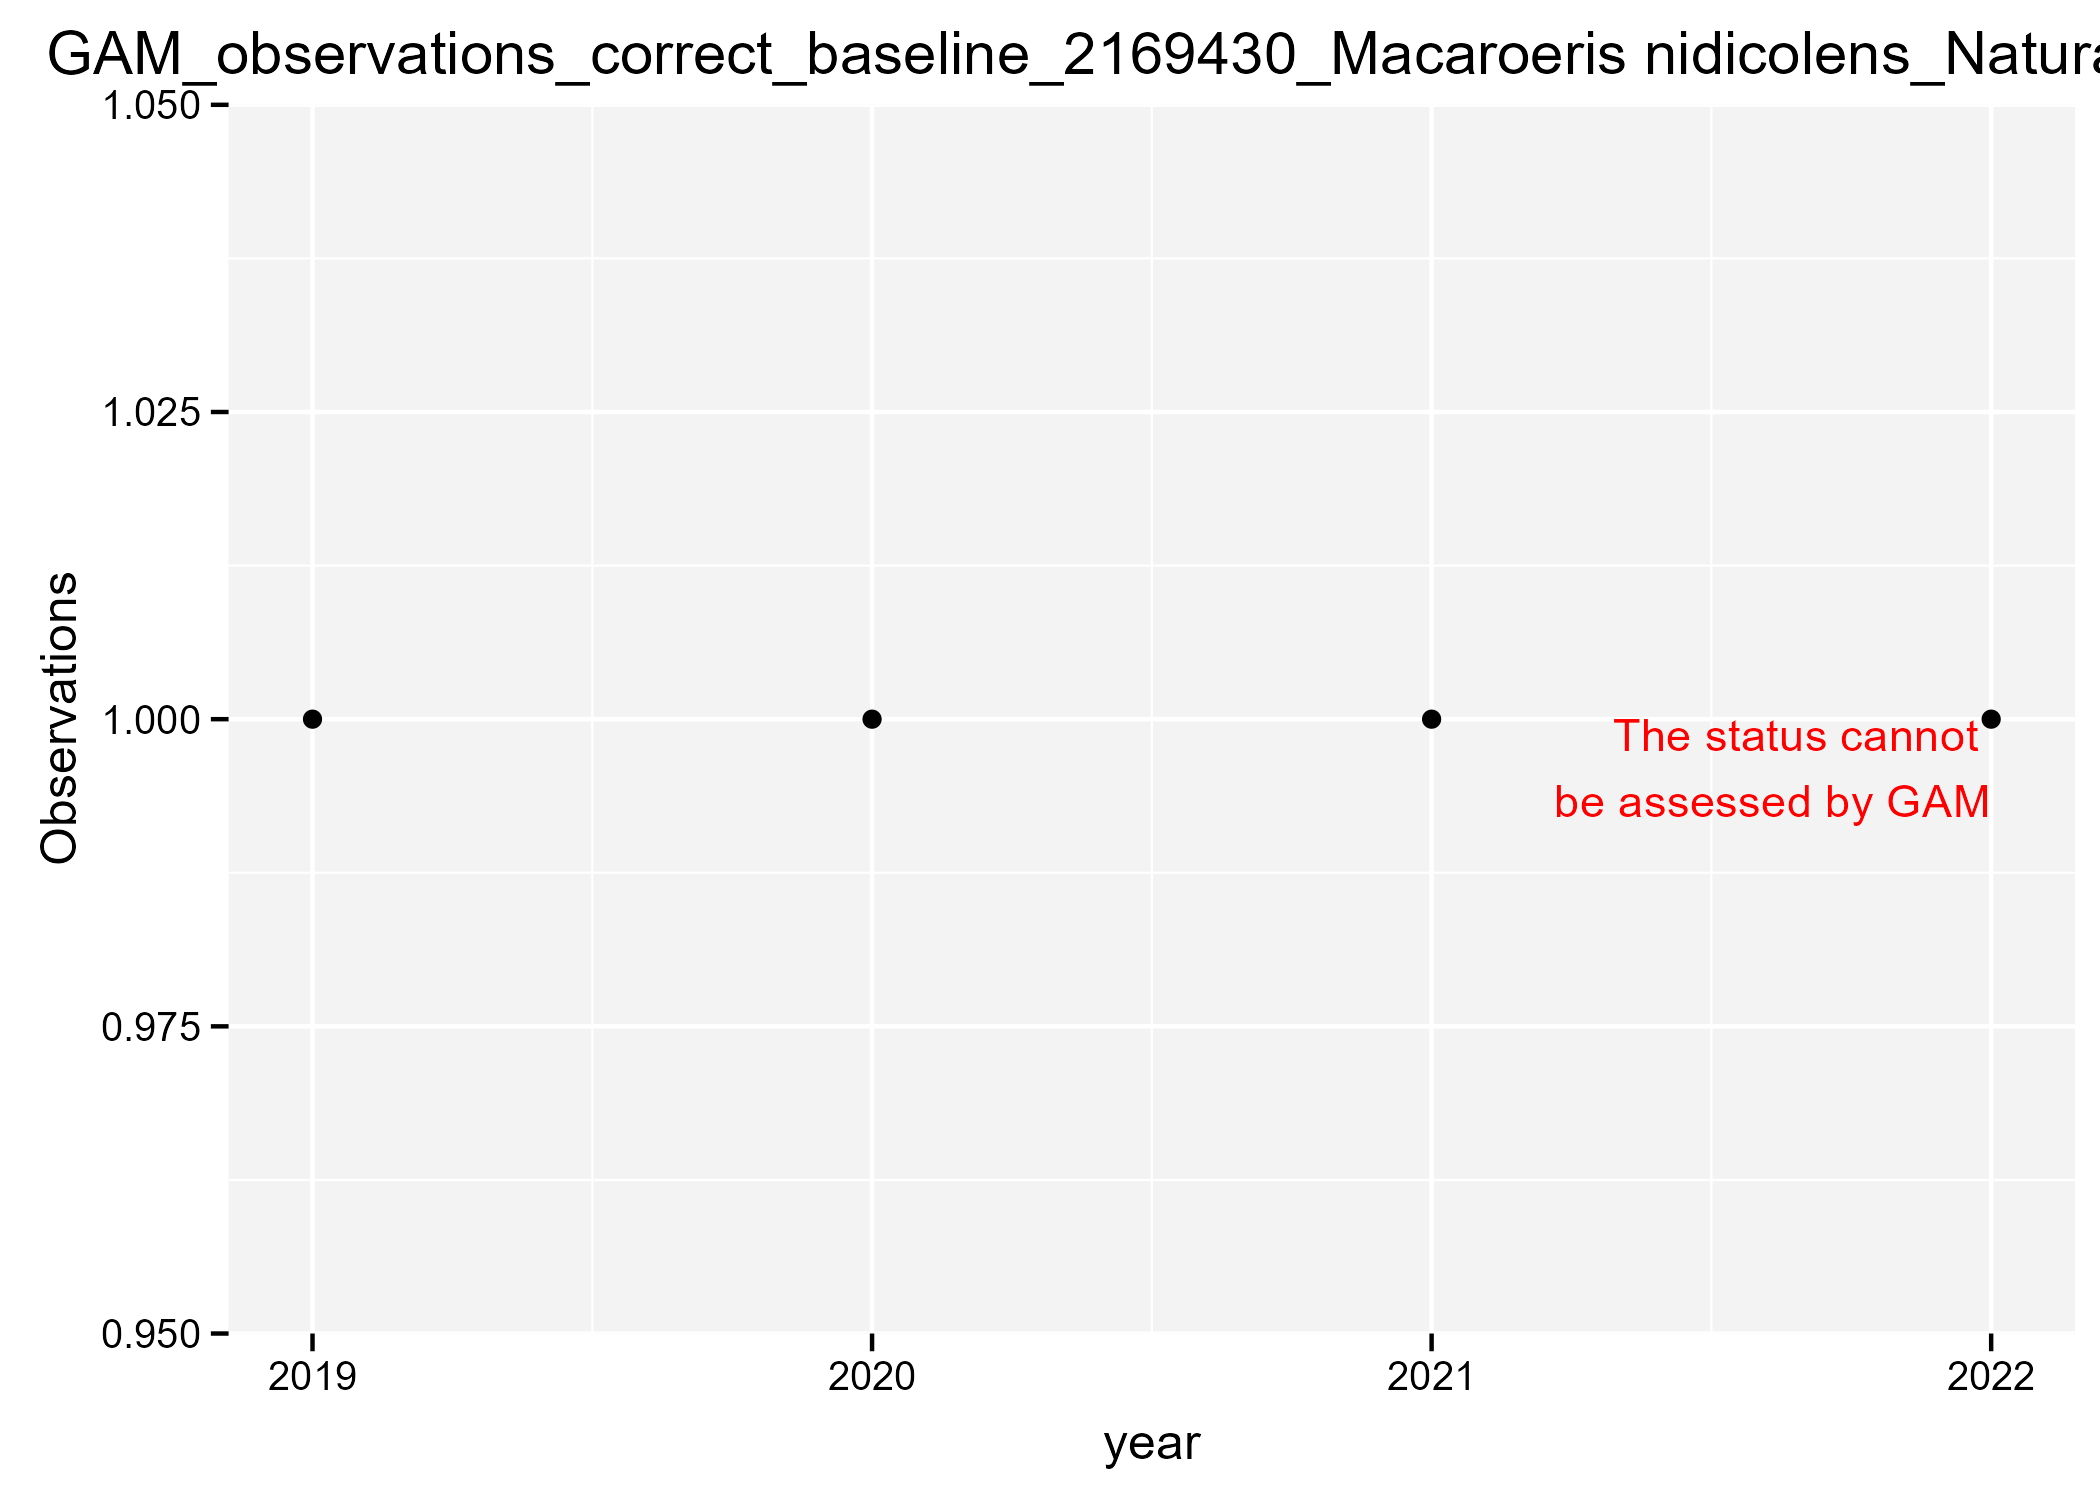 GAM_observations_correct_baseline_2169430_Macaroeris nidicolens_Natura
1.050
1.025
1.000
0.975
0.950
Observations
The status cannot
be assessed by GAM
2019 2020 2021 2022
year